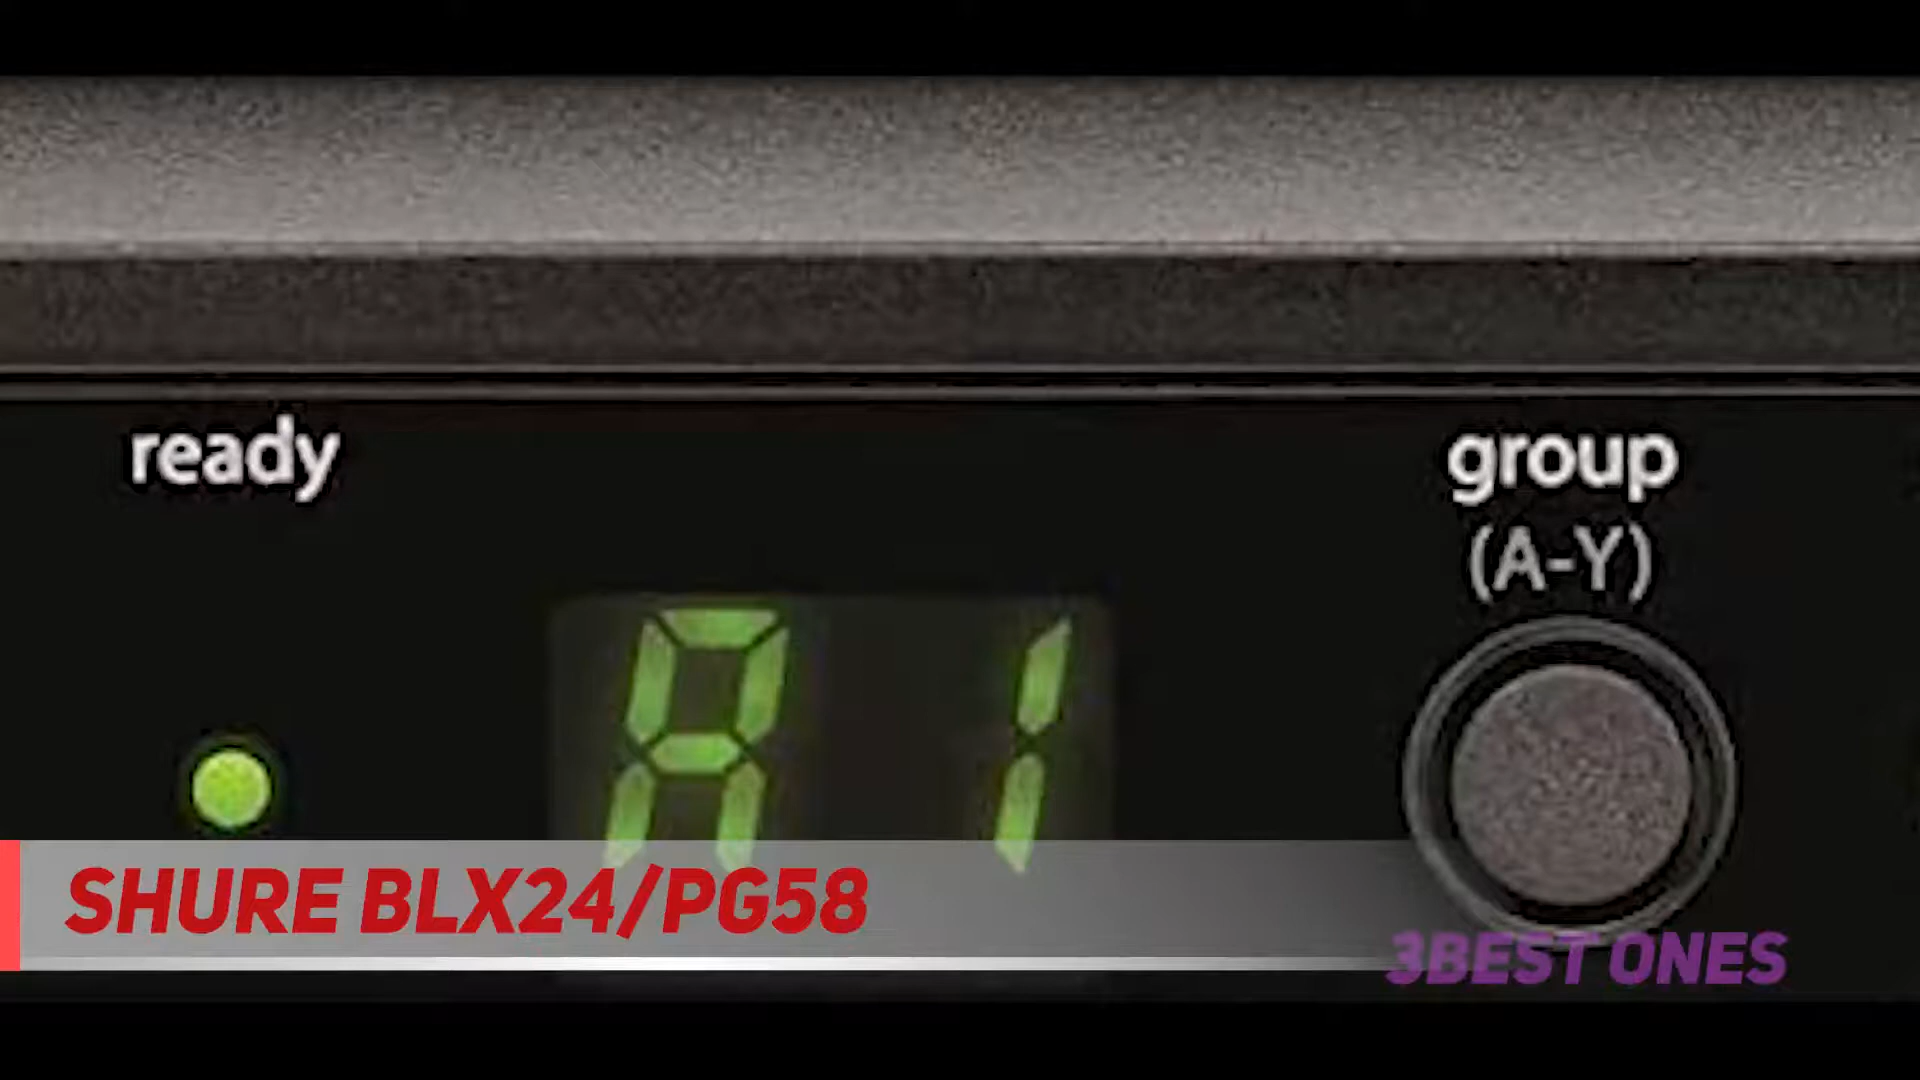 ready
group
(A-Y)
A 1
SHURE BLX24/PG58
3BEST ONES